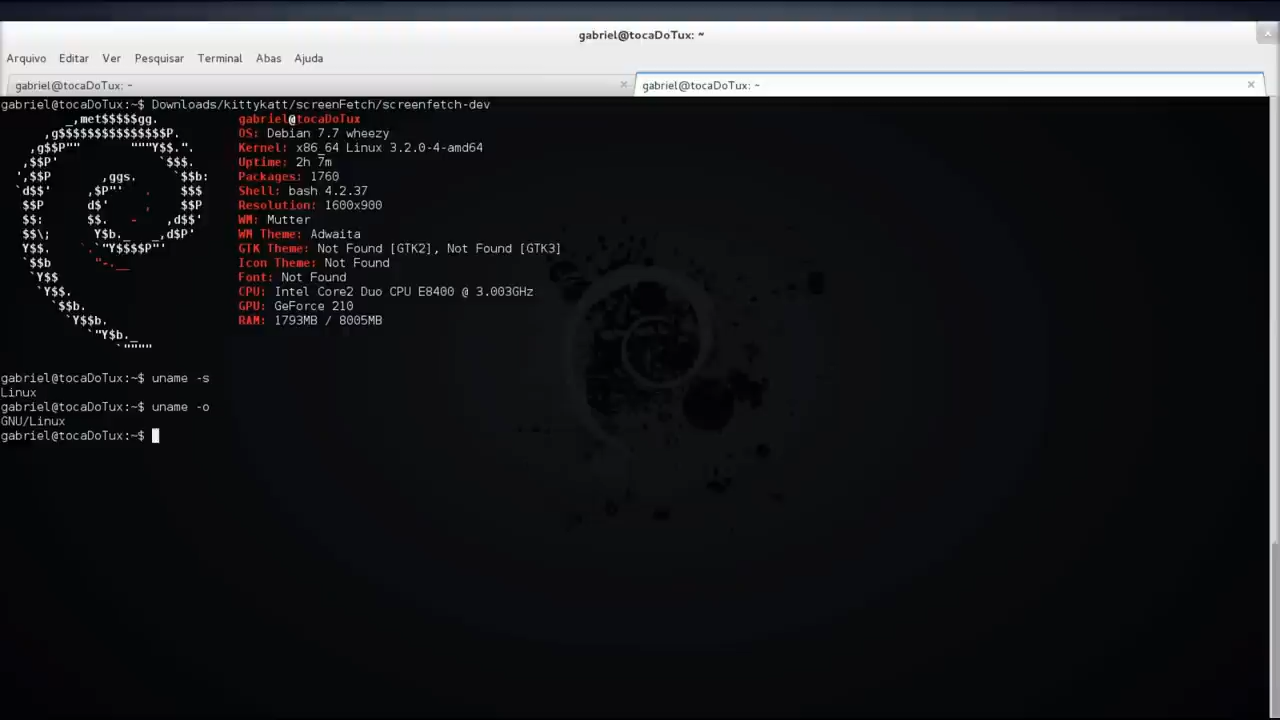 gabriel@tocaDoTux: ~
Arquivo Editar Ver Pesquisar Terminal Abas Ajuda
gabriel@tocaDoTux: ~ gabriel@tocaDoTux: ~
gabriel@tocaDoTux:~$ Downloads/kittykatt/screenFetch/screenfetch-dev
_,met$$$$$gg. gabriel@tocaDoTux
,g$$$$$$$$$$$$$$$P. OS: Debian 7.7 wheezy
,g$$P"" """Y$$.". Kernel: x86_64 Linux 3.2.0-4-amd64
,$$P' `$$$. Uptime: 2h 7m
',$$P ,ggs. `$$b: Packages: 1760
`d$$' ,$P"' . $$$ Shell: bash 4.2.37
$$P d$' , $$P Resolution: 1600x900
$$: $$. - ,d$$' WM: Mutter
$$\; Y$b._ _,d$P' WM Theme: Adwaita
Y$$. `.`"Y$$$$P"' GTK Theme: Not Found [GTK2], Not Found [GTK3]
`$$b "-.__ Icon Theme: Not Found
`Y$$ Font: Not Found
`Y$$. CPU: Intel Core2 Duo CPU E8400 @ 3.003GHz
`$$b. GPU: GeForce 210
`Y$$b. RAM: 1793MB / 8005MB
`"Y$b._
`""""
gabriel@tocaDoTux:~$ uname -s
Linux
gabriel@tocaDoTux:~$ uname -o
GNU/Linux
gabriel@tocaDoTux:~$